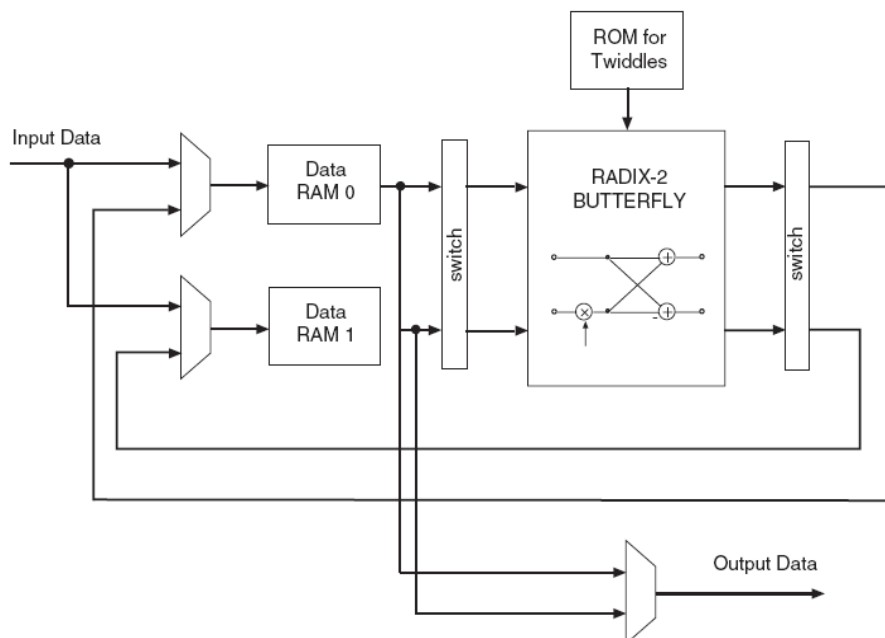 ROM for
Twiddles
Input Data
Data
RAM 0
switch
RADIX-2
BUTTERFLY
switch
Data
RAM 1
Output Data